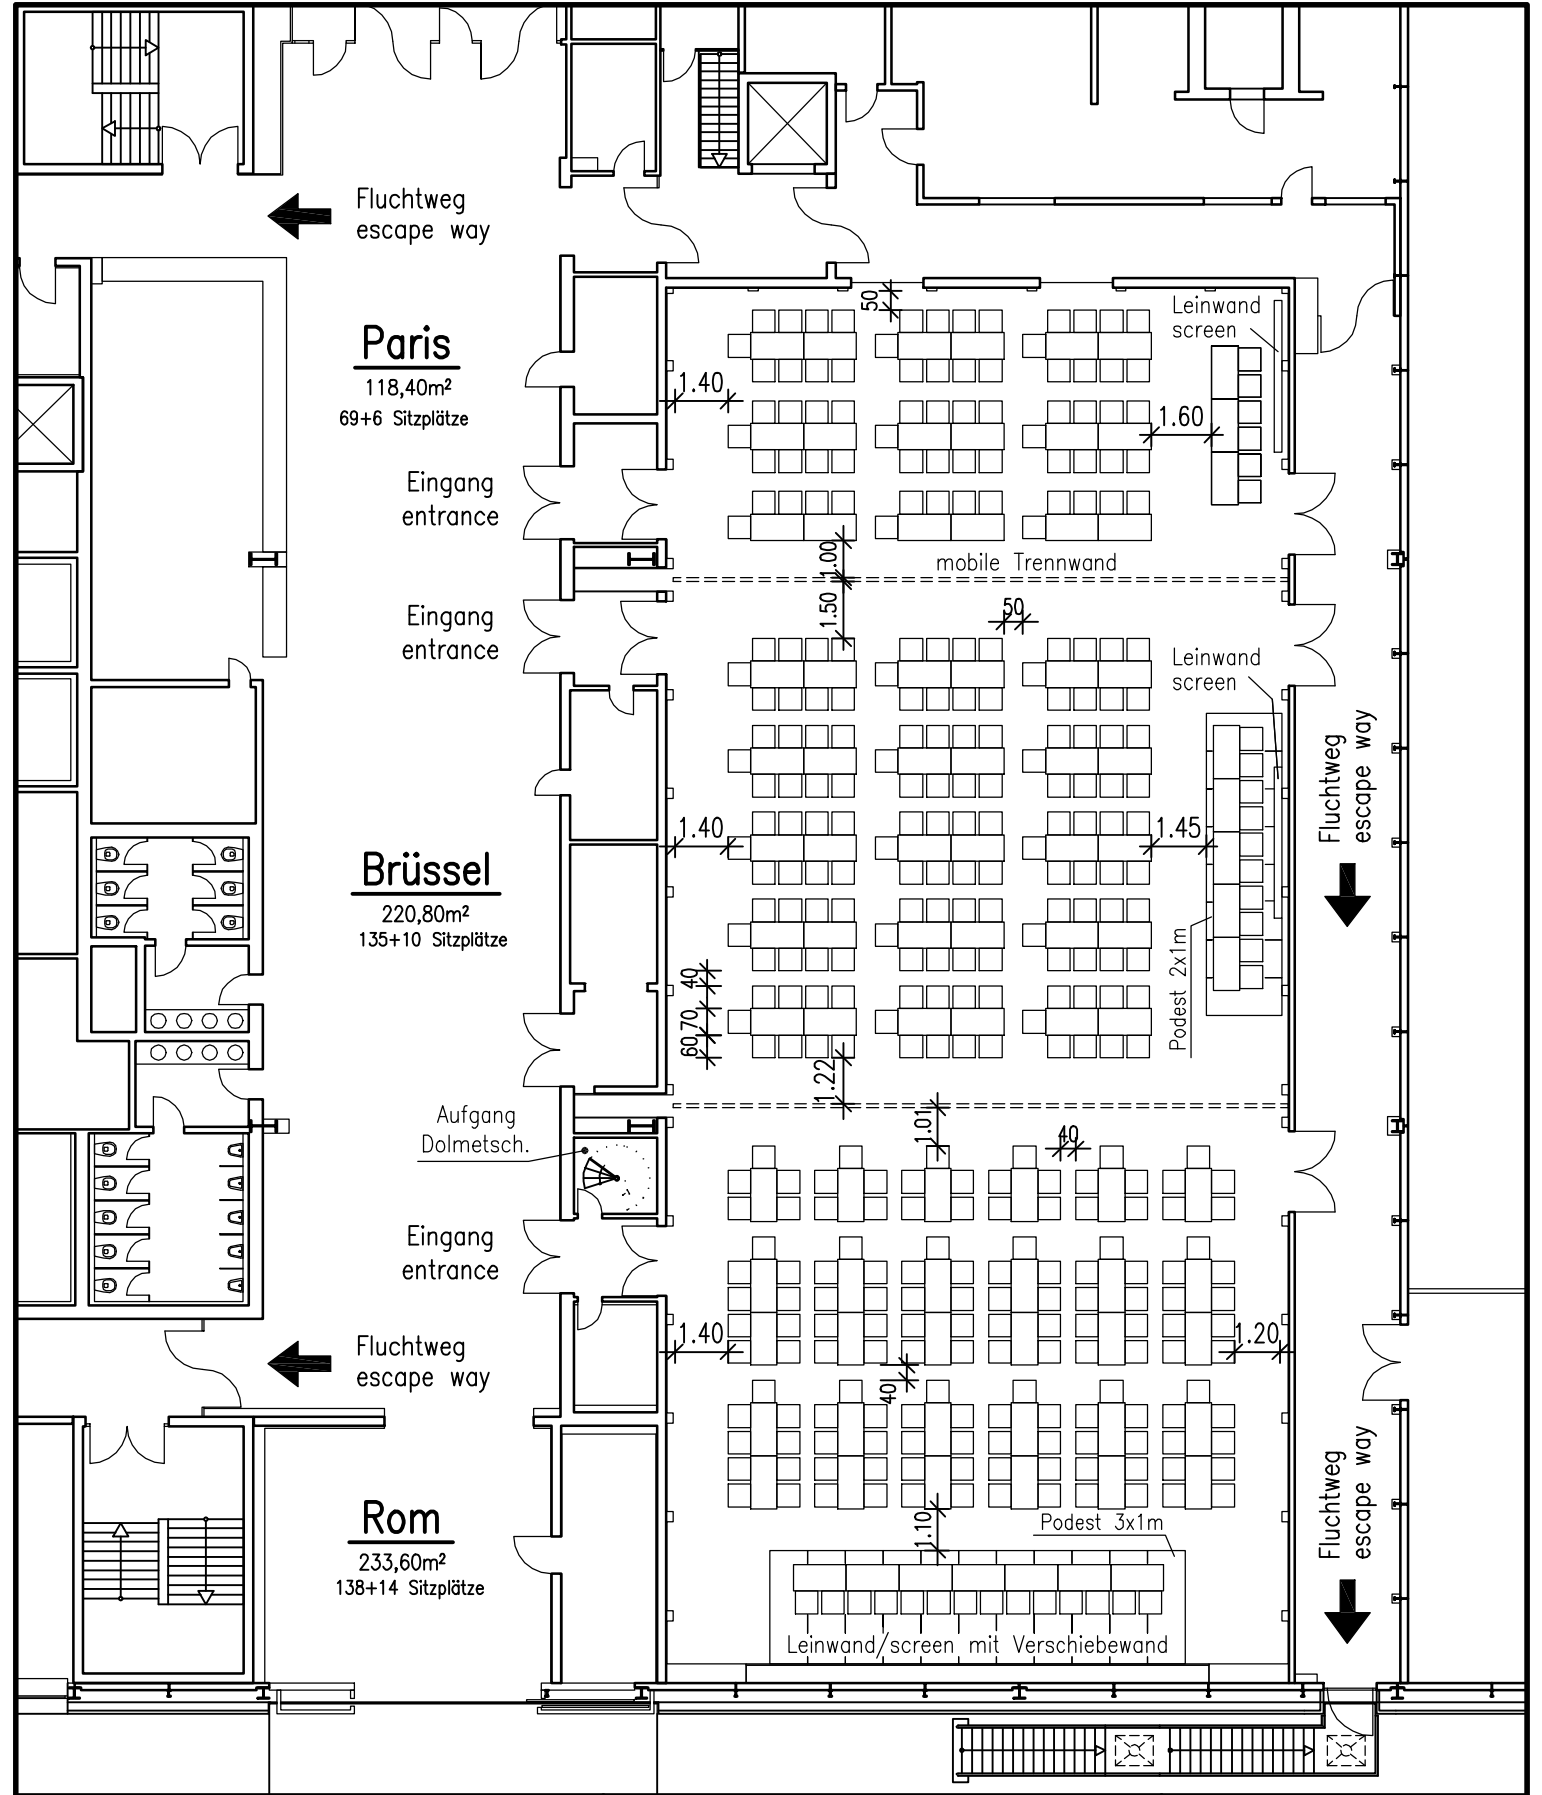 Fluchtweg
escape way
Paris
118,40m²
69+6 Sitzplätze
Eingang
entrance
Eingang
entrance
Brüssel
220,80m²
135+10 Sitzplätze
Aufgang
Dolmetsch.
Eingang
entrance
Fluchtweg
escape way
Rom
233,60m²
138+14 Sitzplätze
50
Leinwand
screen
1.40
1.60
1.00
mobile Trennwand
1.50
50
Leinwand
screen
1.40
1.45
Podest 2x1m
40
70
60
1.22
1.01
40
1.40
1.20
40
1.10
Podest 3x1m
Leinwand/screen mit Verschiebewand
Fluchtweg
escape way
Fluchtweg
escape way